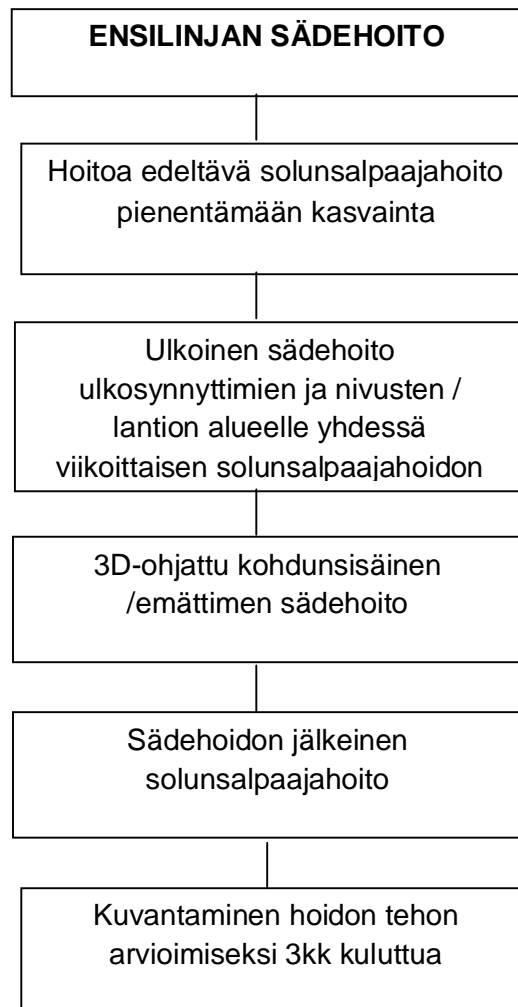 ENSILINJAN SÄDEHOITO
Hoitoa edeltävä solunsalpaajahoito
pienentämään kasvainta
Ulkoinen sädehoito
ulkosynnyttimien ja nivusten /
lantion alueelle yhdessä
viikoittaisen solunsalpaajahoidon
3D-ohjattu kohdunsisäinen
/emättimen sädehoito
Sädehoidon jälkeinen
solunsalpaajahoito
Kuvantaminen hoidon tehon
arvioimiseksi 3kk kuluttua